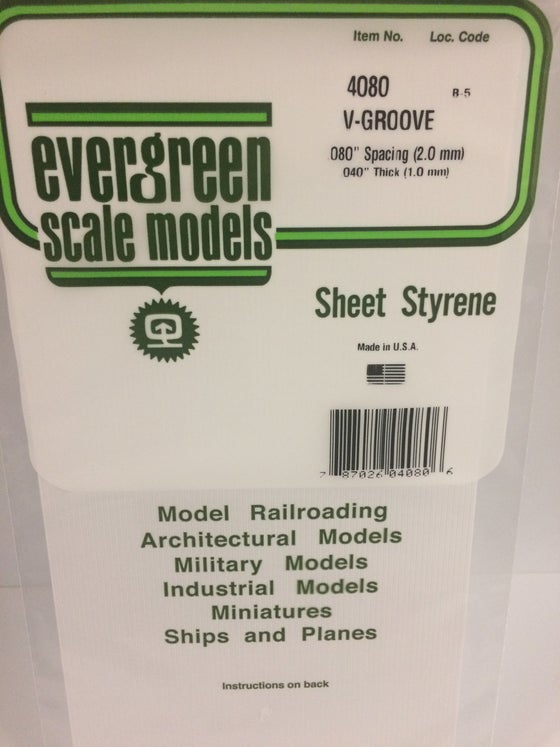 Item No. Loc. Code
4080 B-5
V-GROOVE
.080" Spacing (2.0 mm)
.040" Thick (1.0 mm)
evergreen
scale models
Sheet Styrene
Made in U.S.A.
7 87026 04080 6
Model Railroading
Architectural Models
Military Models
Industrial Models
Miniatures
Ships and Planes
Instructions on back